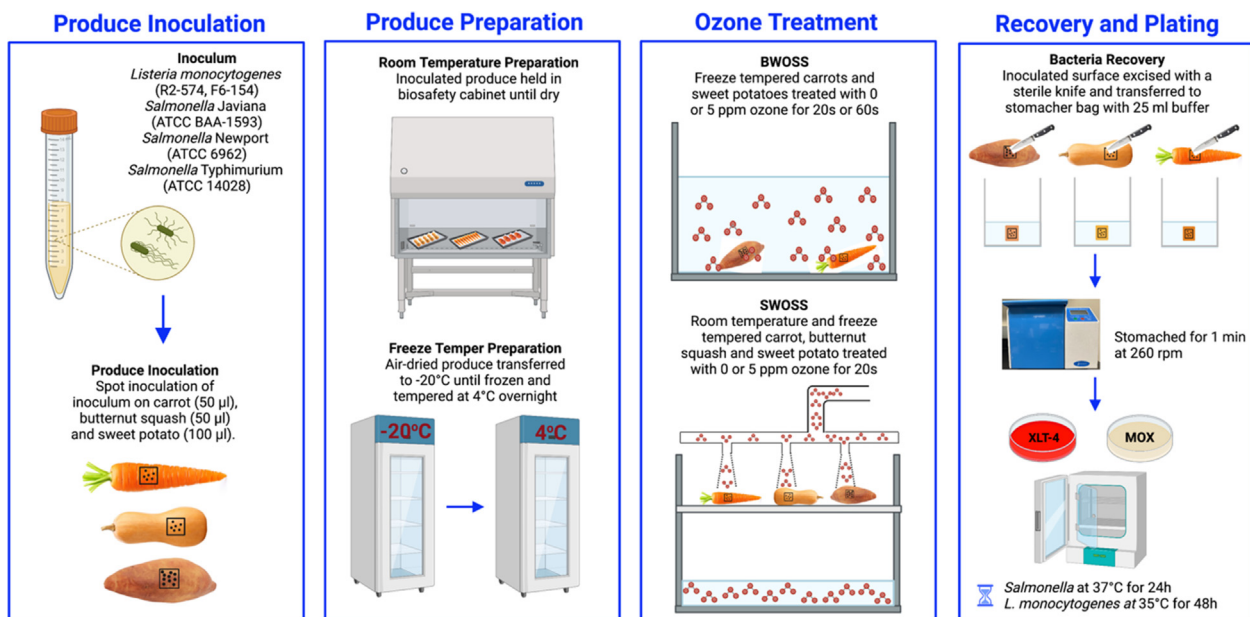 Produce Inoculation
Inoculum
Listeria monocytogenes
(R2-574, F6-154)
Salmonella Javiana
(ATCC BAA-1593)
Salmonella Newport
(ATCC 6962)
Salmonella Typhimurium
(ATCC 14028)
Produce Inoculation
Spot inoculation of
inoculum on carrot (50 µl),
butternut squash (50 µl)
and sweet potato (100 µl).
Produce Preparation
Room Temperature Preparation
Inoculated produce held in
biosafety cabinet until dry
Freeze Temper Preparation
Air-dried produce transferred
to -20°C until frozen and
tempered at 4°C overnight
-20°C
4°C
Ozone Treatment
BWOSS
Freeze tempered carrots and
sweet potatoes treated with 0
or 5 ppm ozone for 20s or 60s
SWOSS
Room temperature and freeze
tempered carrot, butternut
squash and sweet potato treated
with 0 or 5 ppm ozone for 20s
Recovery and Plating
Bacteria Recovery
Inoculated surface excised with a
sterile knife and transferred to
stomacher bag with 25 ml buffer
Stomached for 1 min
at 260 rpm
XLT-4
MOX
Salmonella at 37°C for 24h
L. monocytogenes at 35°C for 48h